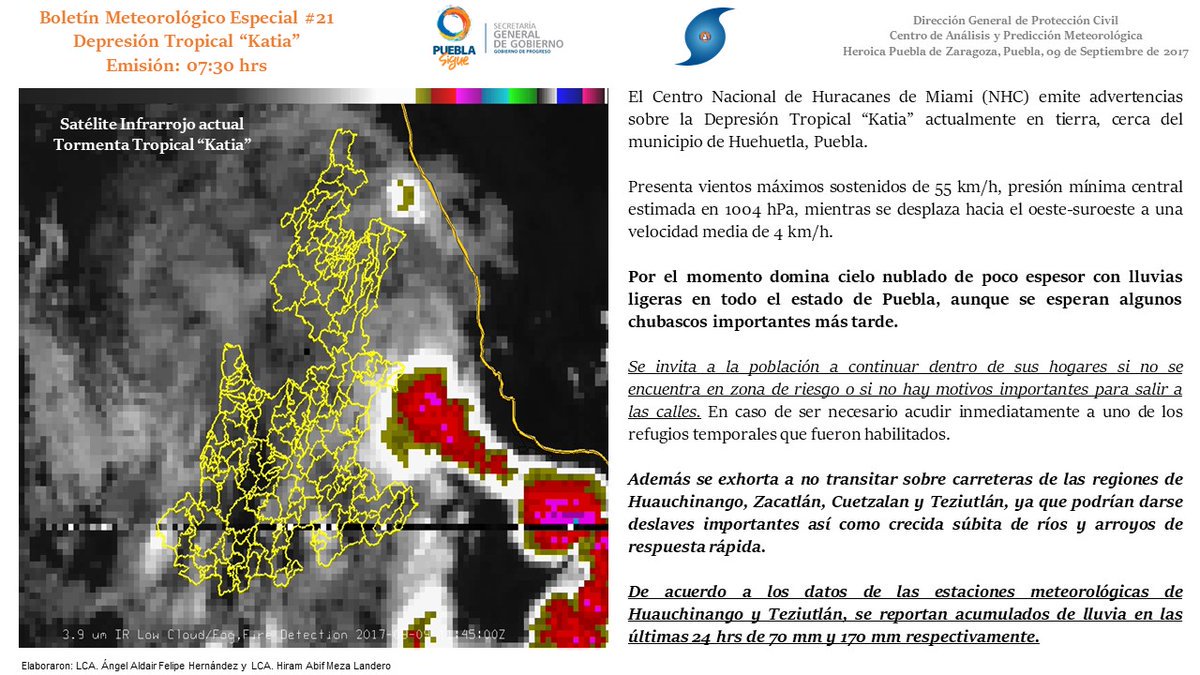 Boletín Meteorológico Especial #21
Depresión Tropical “Katia”
Emisión: 07:30 hrs
PUEBLA
Sigue
SECRETARÍA
GENERAL
DE GOBIERNO
GOBIERNO DE PROGRESO
Dirección General de Protección Civil
Centro de Análisis y Predicción Meteorológica
Heroica Puebla de Zaragoza, Puebla, 09 de Septiembre de 2017
Satélite Infrarrojo actual
Tormenta Tropical “Katia”
El Centro Nacional de Huracanes de Miami (NHC) emite advertencias
sobre la Depresión Tropical “Katia” actualmente en tierra, cerca del
municipio de Huehuetla, Puebla.
Presenta vientos máximos sostenidos de 55 km/h, presión mínima central
estimada en 1004 hPa, mientras se desplaza hacia el oeste-suroeste a una
velocidad media de 4 km/h.
Por el momento domina cielo nublado de poco espesor con lluvias
ligeras en todo el estado de Puebla, aunque se esperan algunos
chubascos importantes más tarde.
Se invita a la población a continuar dentro de sus hogares si no se
encuentra en zona de riesgo o si no hay motivos importantes para salir a
las calles. En caso de ser necesario acudir inmediatamente a uno de los
refugios temporales que fueron habilitados.
Además se exhorta a no transitar sobre carreteras de las regiones de
Huauchinango, Zacatlán, Cuetzalan y Teziutlán, ya que podrían darse
deslaves importantes así como crecida súbita de ríos y arroyos de
respuesta rápida.
De acuerdo a los datos de las estaciones meteorológicas de
Huauchinango y Teziutlán, se reportan acumulados de lluvia en las
últimas 24 hrs de 70 mm y 170 mm respectivamente.
3.9 um IR Low Cloud/Fog,Fire Detection
Elaboraron: LCA. Ángel Aldair Felipe Hernández y LCA. Hiram Abif Meza Landero